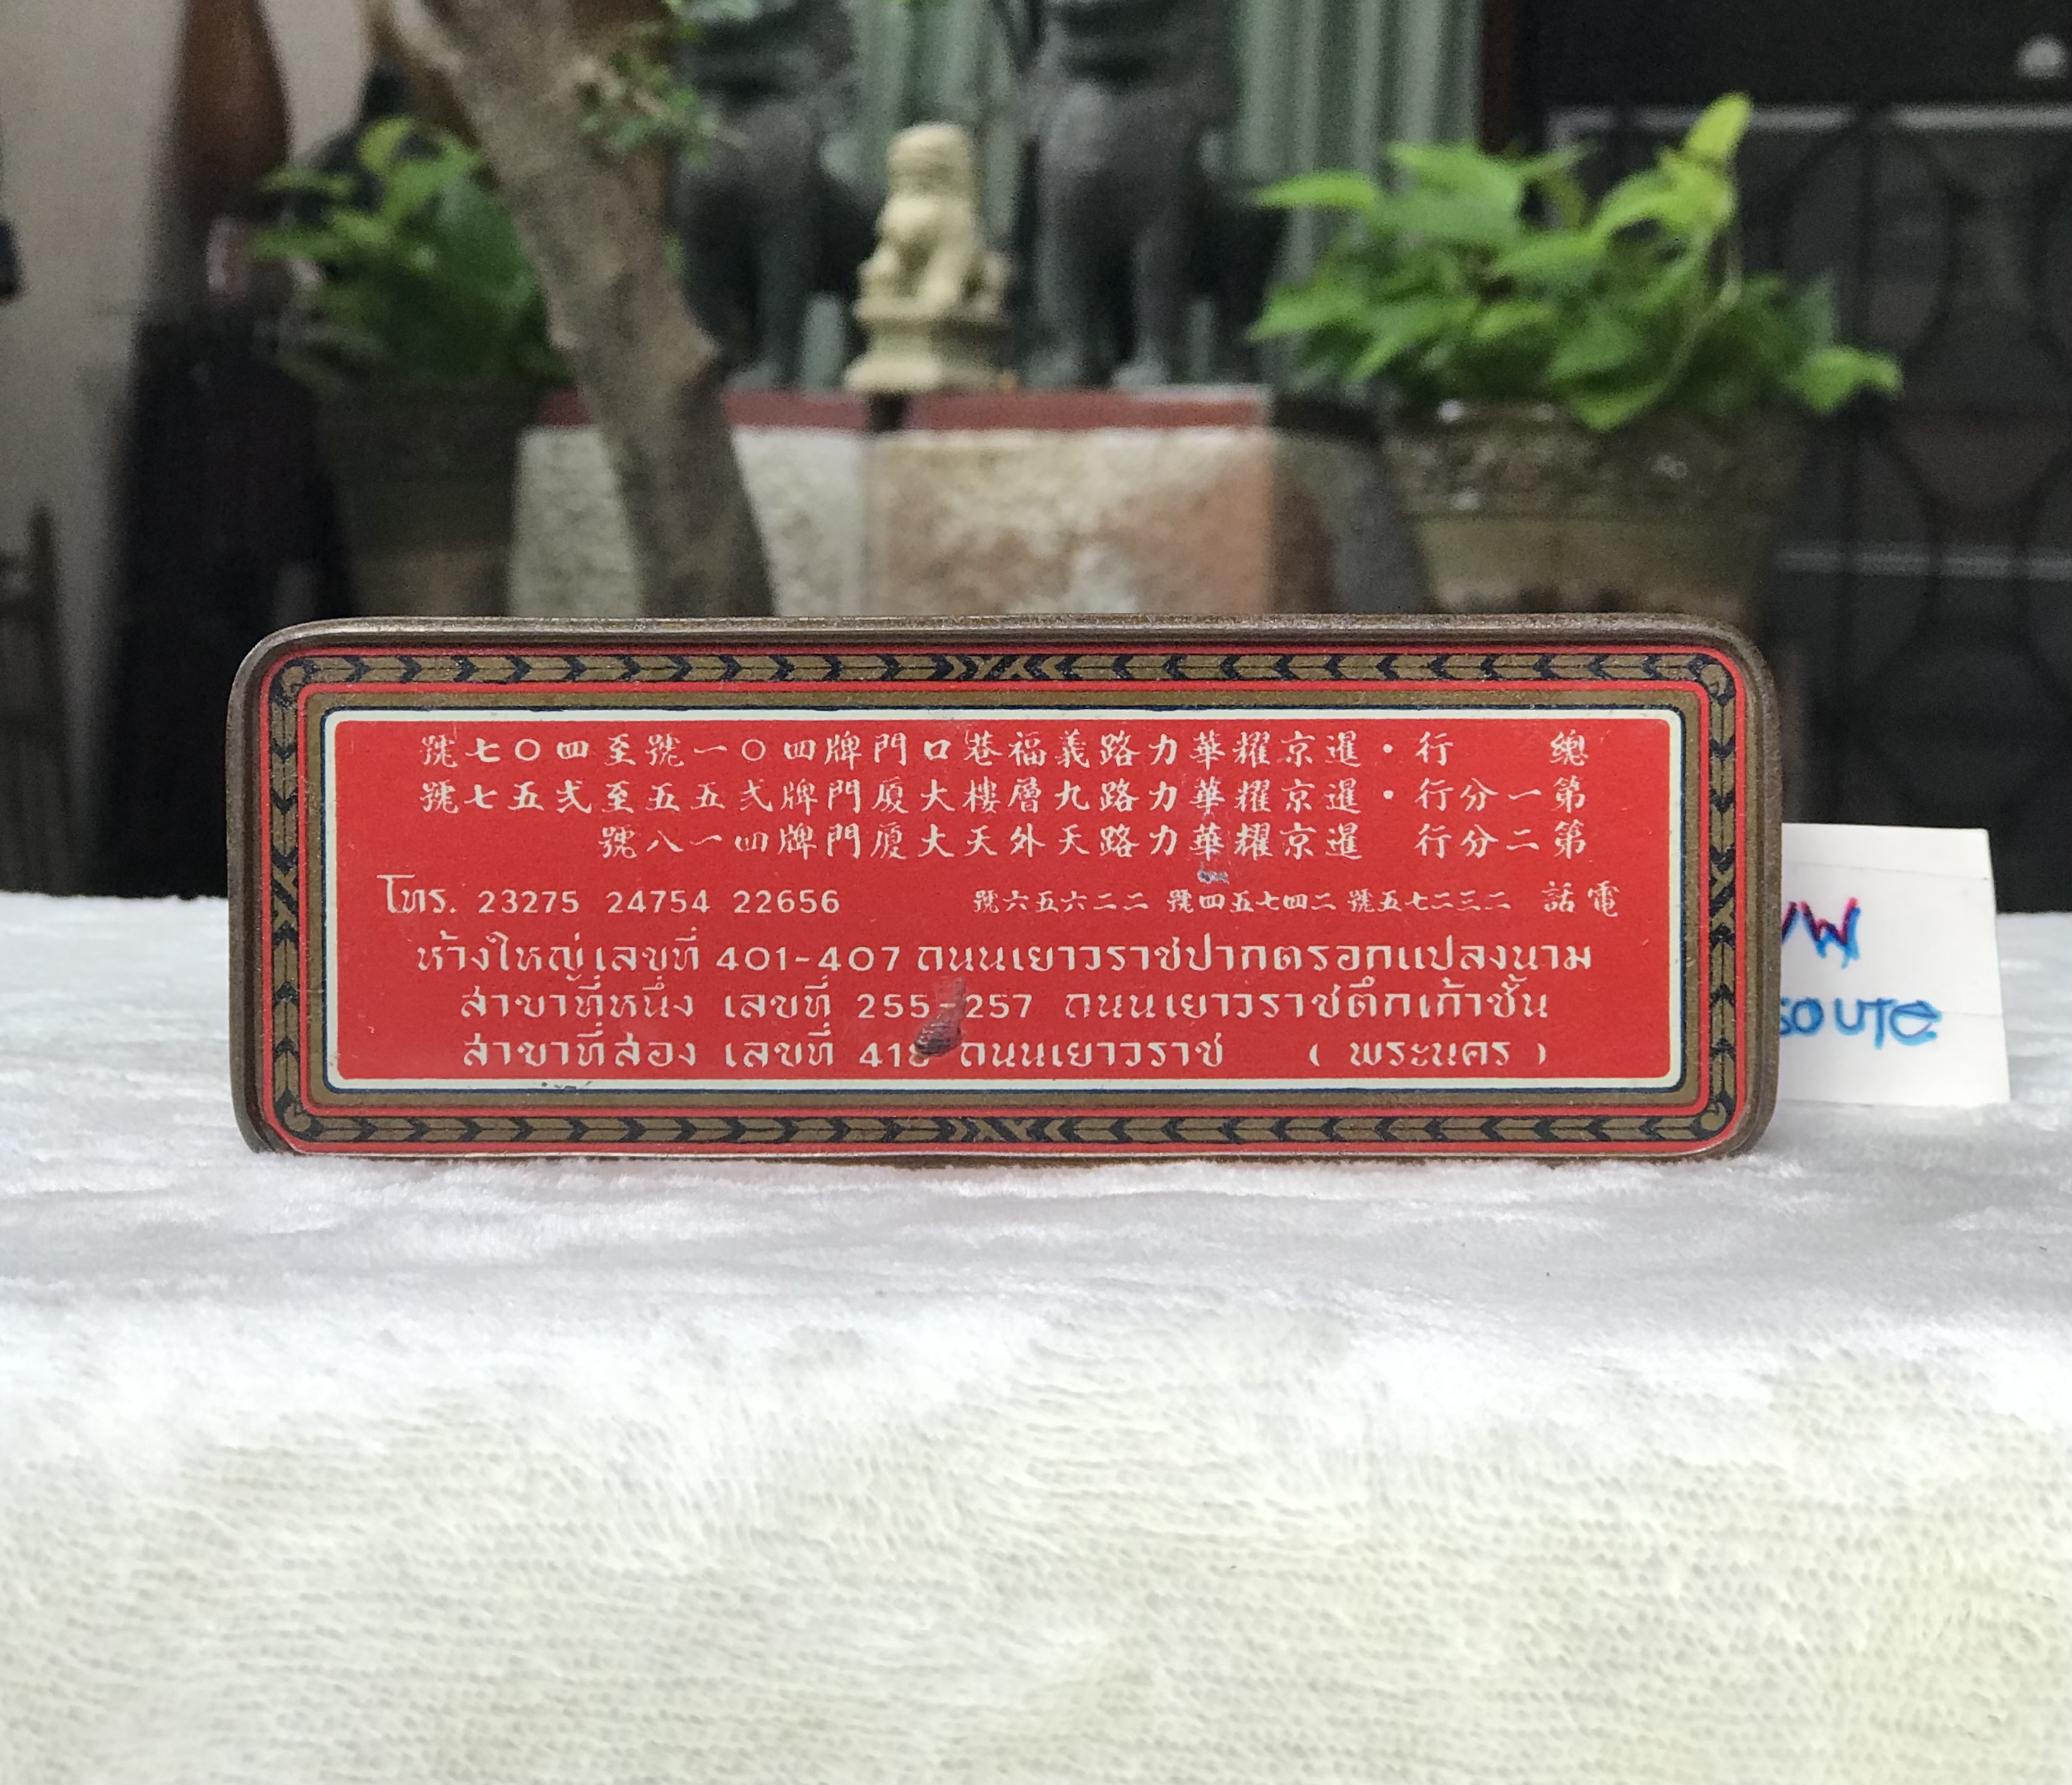 總行・暹京耀華力路義福巷口門牌四〇一號至四〇七號
第一分行・暹京耀華力路九層樓大廈門牌弍五五至弍五七號
第二分行 暹京耀華力路天外天大廈門牌四一八號
โทร. 23275 24754 22656 電話 二三二七五號 二四七五四號 二二六五六號
ห้างใหญ่เลขที่ 401-407 ถนนเยาวราชปากตรอกแปลงนาม
สาขาที่หนึ่ง เลขที่ 255-257 ถนนเยาวราชตึกเก้าชั้น
สาขาที่สอง เลขที่ 418 ถนนเยาวราช ( พระนคร )